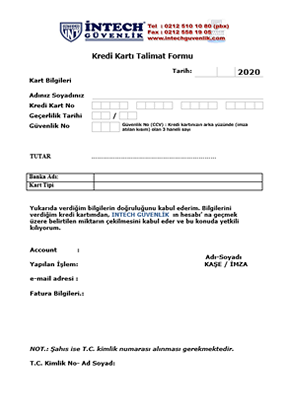 INTECH
GÜVENLİK
Tel : 0212 510 10 80 (pbx)
Fax : 0212 558 19 05
www.intechguvenlik.com
Kredi Kartı Talimat Formu
Tarih: 2020
Kart Bilgileri
Adınız Soyadınız
Kredi Kart No
Geçerlilik Tarihi /
Güvenlik No
Güvenlik No (CCV) : Kredi kartınızın arka yüzünde (imza
atılan kısım) olan 3 haneli sayı
TUTAR ............................................................
Banka Adı:
Kart Tipi
Yukarıda verdiğim bilgilerin doğruluğunu kabul ederim. Bilgilerini
verdiğim kredi kartımdan, INTECH GÜVENLİK ın hesabı' na geçmek
üzere belirtilen miktarın çekilmesini kabul eder ve bu konuda yetkili
kılıyorum.
Account :
Adı-Soyadı
Yapılan İşlem: KAŞE / İMZA
e-mail adresi :
Fatura Bilgileri.:
NOT.: Şahıs ise T.C. kimlik numarası alınması gerekmektedir.
T.C. Kimlik No- Ad Soyad: